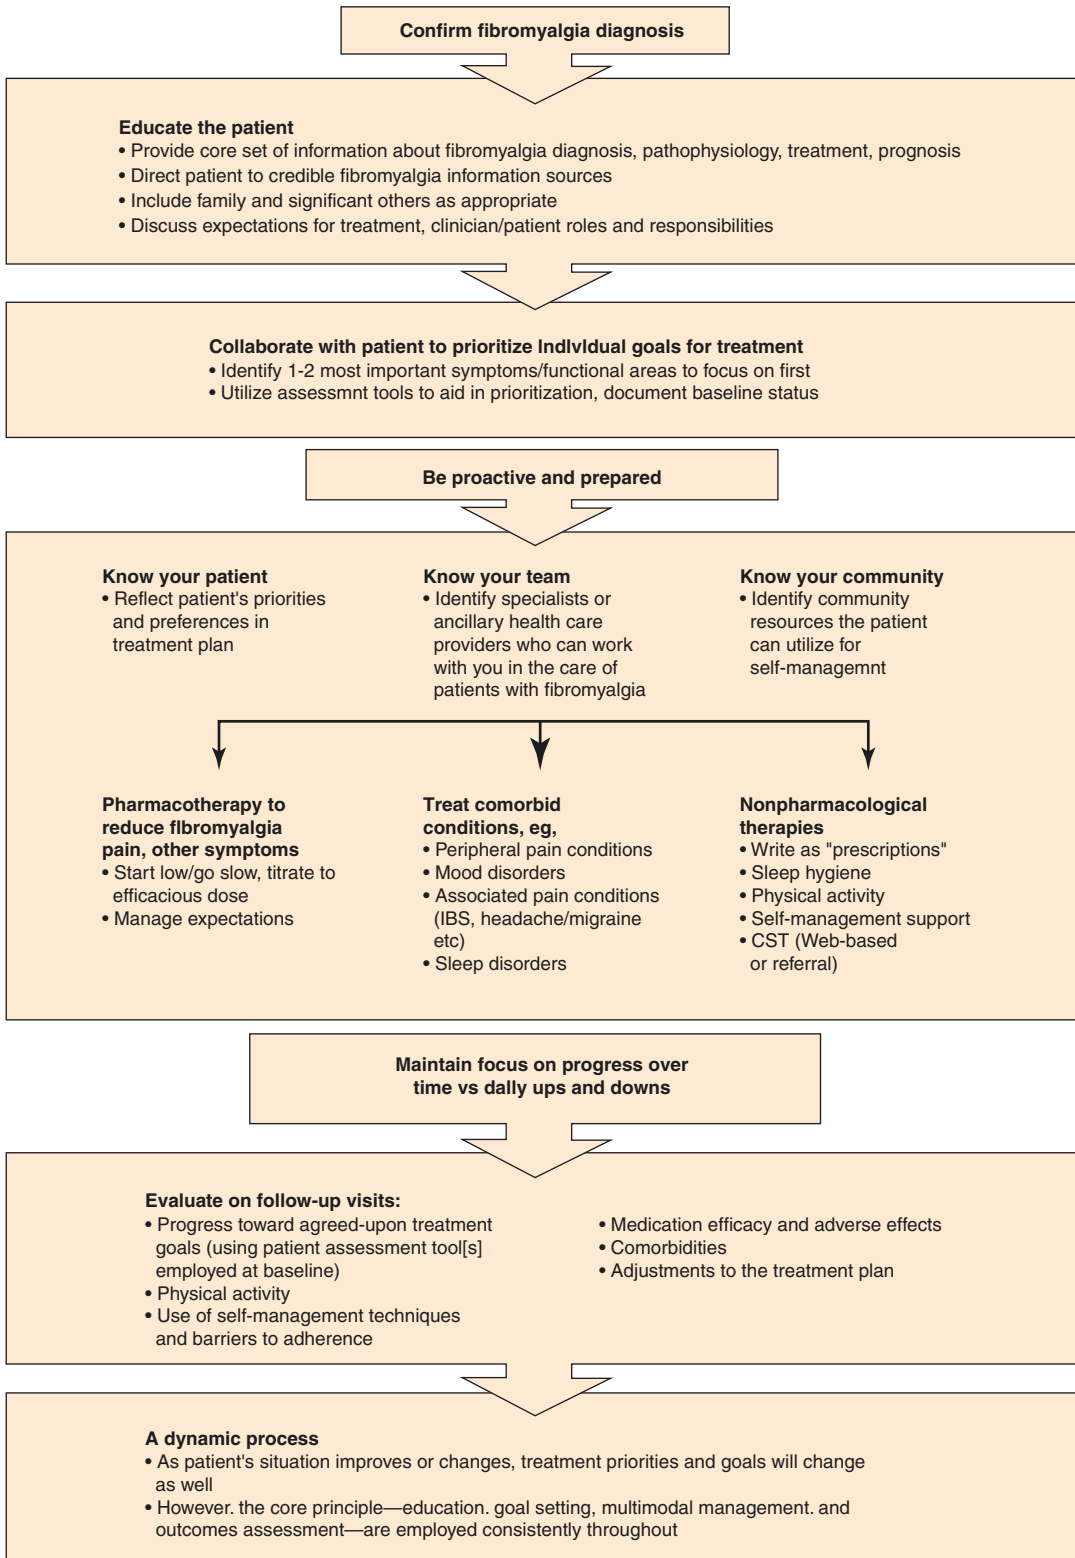 Confirm fibromyalgia diagnosis
Educate the patient
• Provide core set of information about fibromyalgia diagnosis, pathophysiology, treatment, prognosis
• Direct patient to credible fibromyalgia information sources
• Include family and significant others as appropriate
• Discuss expectations for treatment, clinician/patient roles and responsibilities
Collaborate with patient to prioritize lndlvldual goals for treatment
• Identify 1-2 most important symptoms/functional areas to focus on first
• Utilize assessmnt tools to aid in prioritization, document baseline status
Be proactive and prepared
Know your patient
• Reflect patient's priorities
and preferences in
treatment plan
Know your team
• Identify specialists or
ancillary health care
providers who can work
with you in the care of
patients with fibromyalgia
Know your community
• Identify community
resources the patient
can utilize for
self-managemnt
Pharmacotherapy to
reduce flbromyalgia
pain, other symptoms
• Start low/go slow, titrate to
efficacious dose
• Manage expectations
Treat comorbid
conditions, eg,
• Peripheral pain conditions
• Mood disorders
• Associated pain conditions
(IBS, headache/migraine
etc)
• Sleep disorders
Nonpharmacological
therapies
• Write as "prescriptions"
• Sleep hygiene
• Physical activity
• Self-management support
• CST (Web-based
or referral)
Maintain focus on progress over
time vs dally ups and downs
Evaluate on follow-up visits:
• Progress toward agreed-upon treatment
goals (using patient assessment tool[s]
employed at baseline)
• Physical activity
• Use of self-management techniques
and barriers to adherence
• Medication efficacy and adverse effects
• Comorbidities
• Adjustments to the treatment plan
A dynamic process
• As patient's situation improves or changes, treatment priorities and goals will change
as well
• However. the core principle—education. goal setting, multimodal management. and
outcomes assessment—are employed consistently throughout